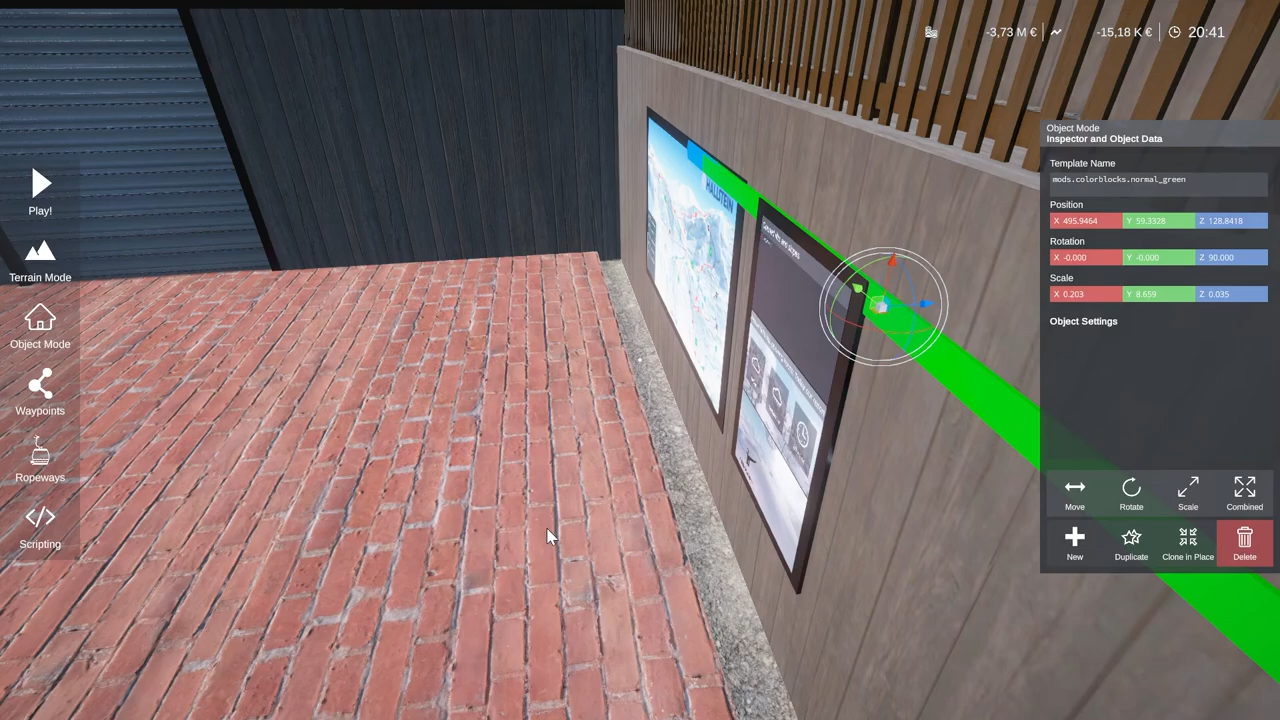 -3,73 M €
-15,18 K €
20:41
Object Mode
Inspector and Object Data
Template Name
mods.colorblocks.normal_green
Position
X 495.9464
Y 59.3328
Z 128.8418
Rotation
X -0.000
Y -0.000
Z 90.000
Scale
X 0.203
Y 8.659
Z 0.035
Object Settings
Move
Rotate
Scale
Combined
New
Duplicate
Clone in Place
Delete
Play!
Terrain Mode
Object Mode
Waypoints
Ropeways
Scripting
HALLSTEIN